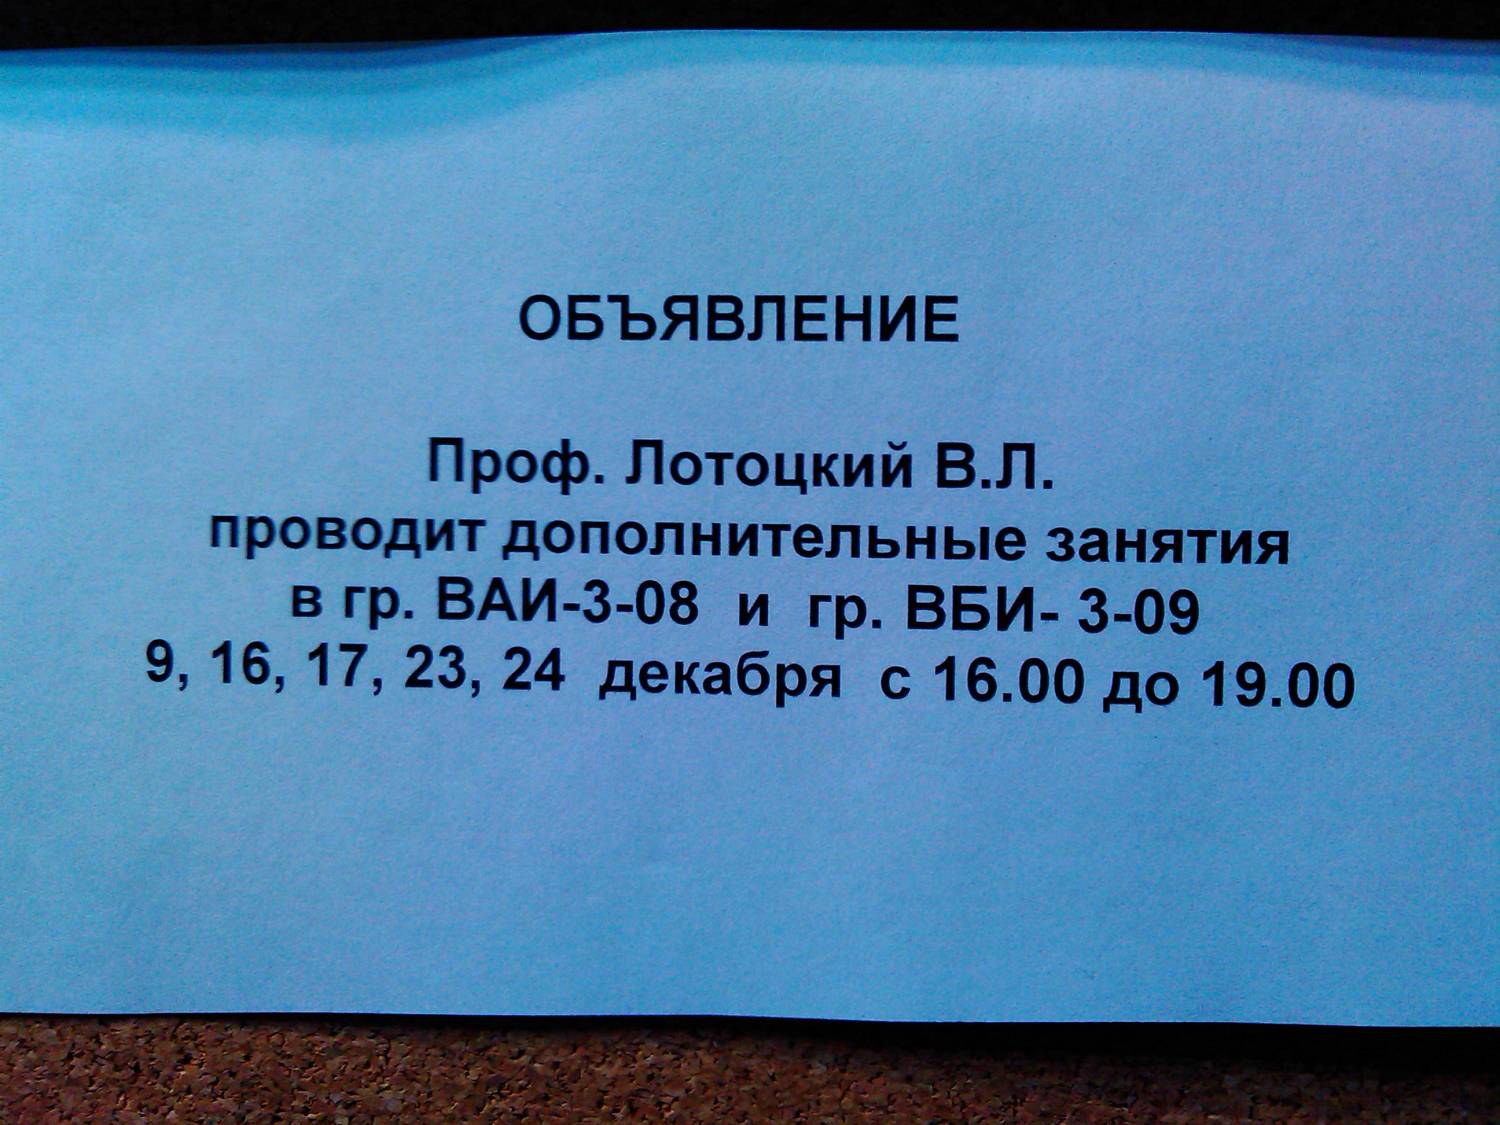 ОБЪЯВЛЕНИЕ
Проф. Лотоцкий В.Л.
проводит дополнительные занятия
в гр. ВАИ-3-08 и гр. ВБИ- 3-09
9, 16, 17, 23, 24 декабря с 16.00 до 19.00